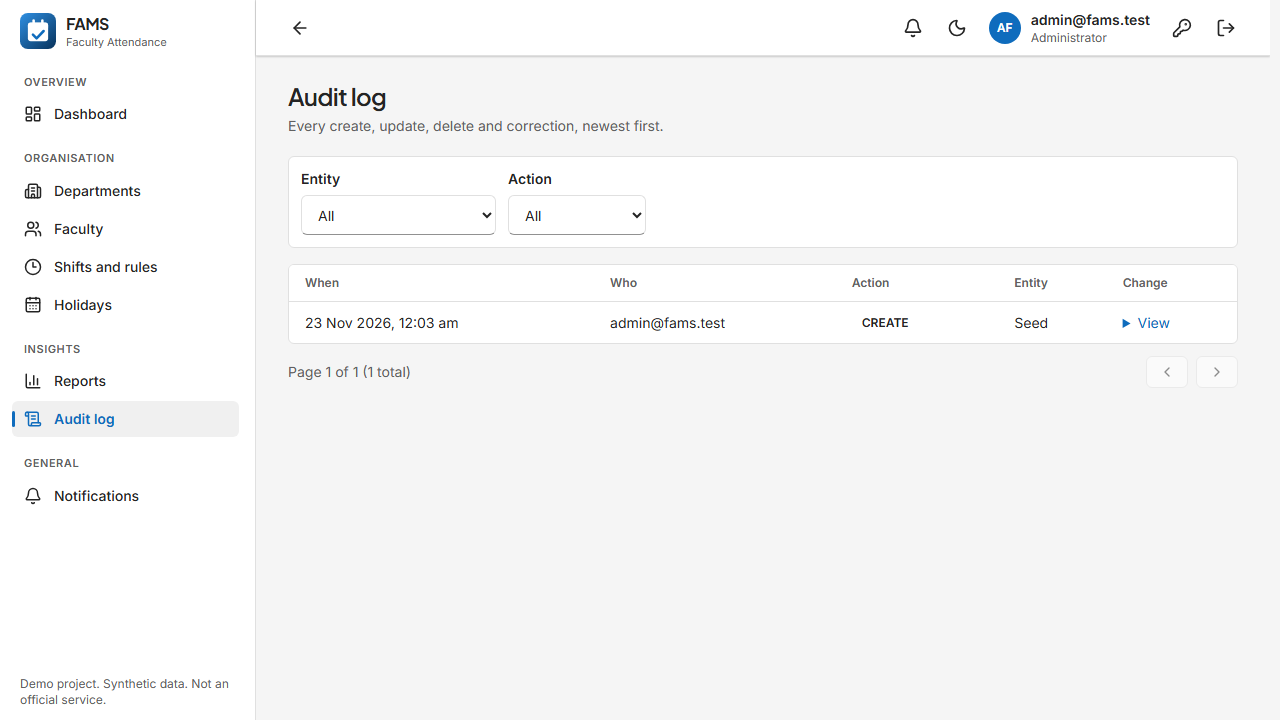 FAMS
Faculty Attendance
OVERVIEW
Dashboard
ORGANISATION
Departments
Faculty
Shifts and rules
Holidays
INSIGHTS
Reports
Audit log
GENERAL
Notifications
Demo project. Synthetic data. Not an
official service.
AF
admin@fams.test
Administrator
Audit log
Every create, update, delete and correction, newest first.
Entity Action
All All
When Who Action Entity Change
23 Nov 2026, 12:03 am admin@fams.test CREATE Seed View
Page 1 of 1 (1 total)